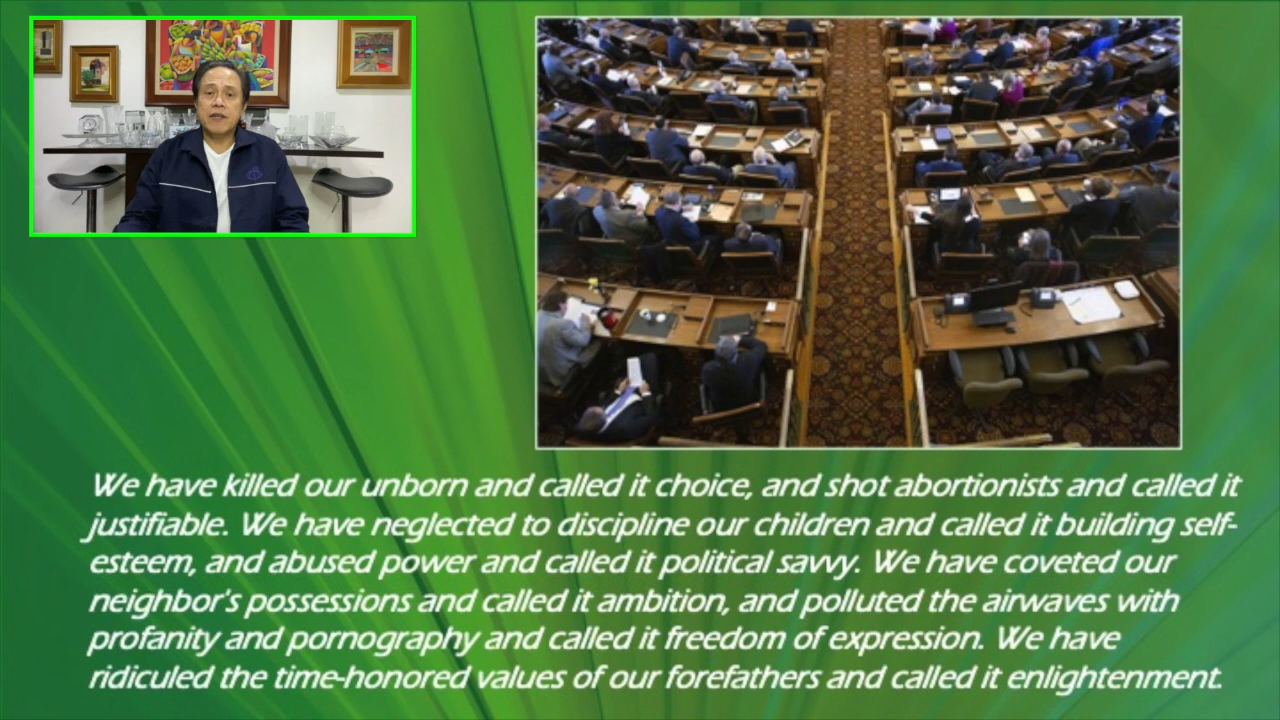 We have killed our unborn and called it choice, and shot abortionists and called it
justifiable. We have neglected to discipline our children and called it building self-
esteem, and abused power and called it political savvy. We have coveted our
neighbor's possessions and called it ambition, and polluted the airwaves with
profanity and pornography and called it freedom of expression. We have
ridiculed the time-honored values of our forefathers and called it enlightenment.